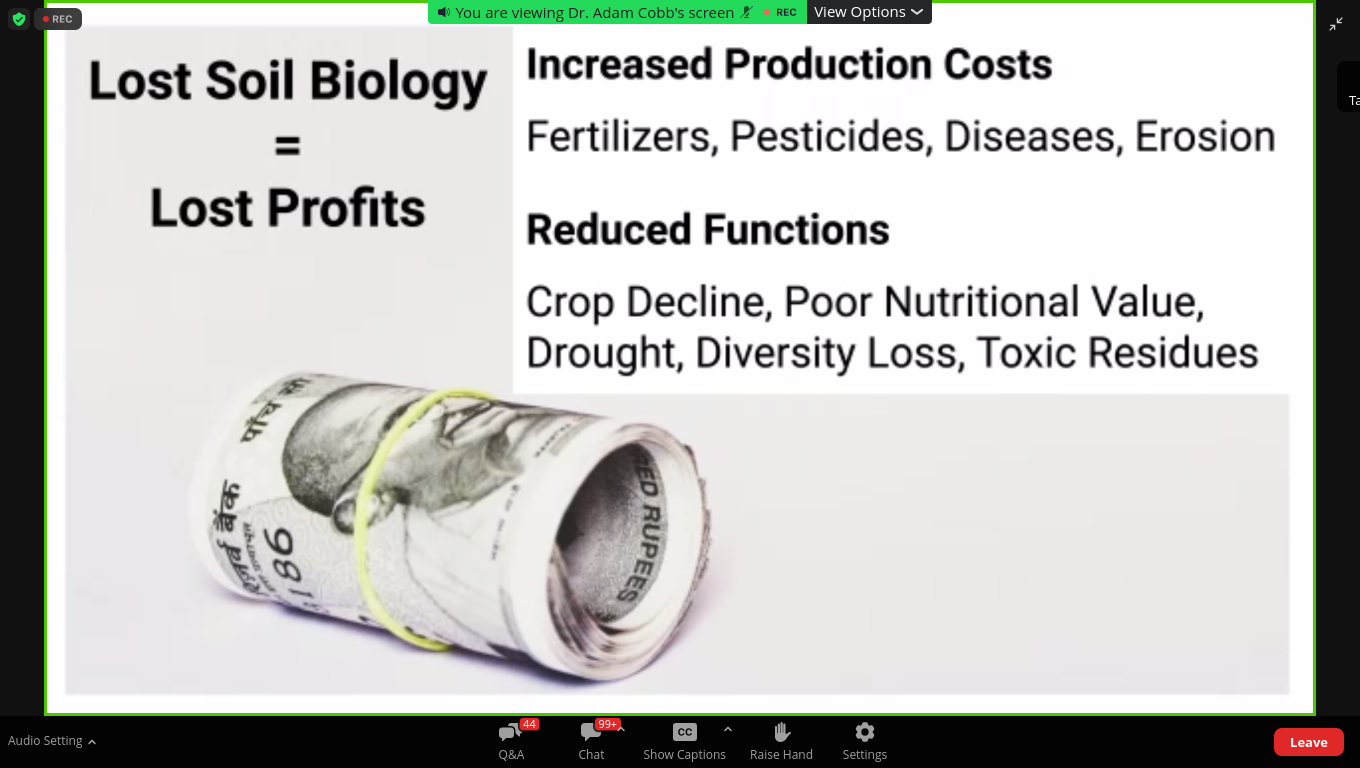 REC
You are viewing Dr. Adam Cobb's screen
REC
View Options
Lost Soil Biology
=
Lost Profits
Increased Production Costs
Fertilizers, Pesticides, Diseases, Erosion
Reduced Functions
Crop Decline, Poor Nutritional Value,
Drought, Diversity Loss, Toxic Residues
पाँच सौ
रिज़र्व बैंक
186
RED RUPEES
Ta
Audio Setting
44
Q&A
99+
Chat
CC
Show Captions
Raise Hand
Settings
Leave